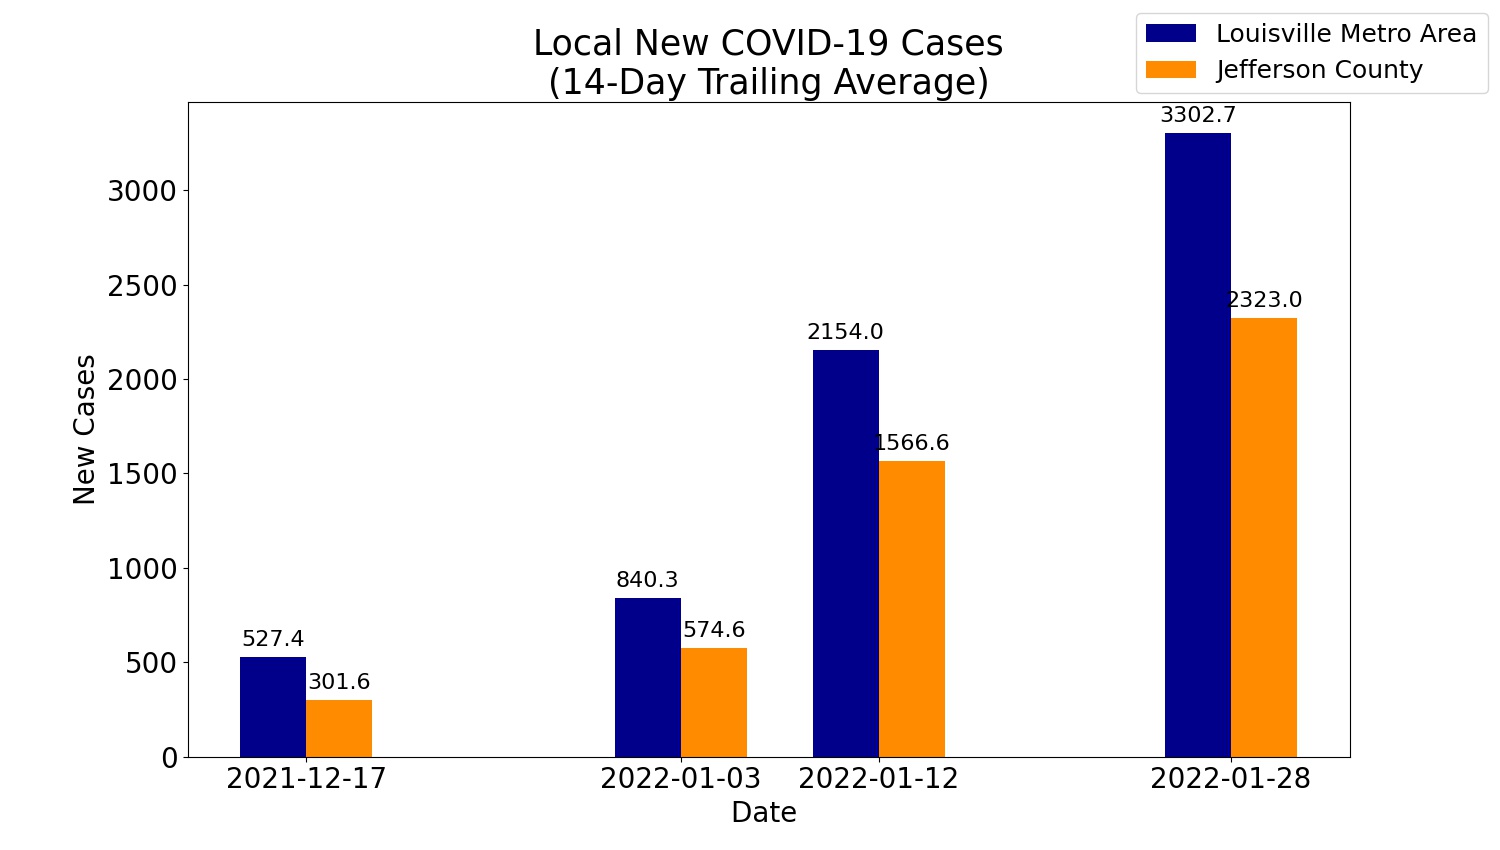 Local New COVID-19 Cases
(14-Day Trailing Average)
Louisville Metro Area
Jefferson County
New Cases
3000
2500
2000
1500
1000
500
0
527.4
301.6
840.3
574.6
2154.0
1566.6
3302.7
2323.0
2021-12-17 2022-01-03 2022-01-12 2022-01-28
Date